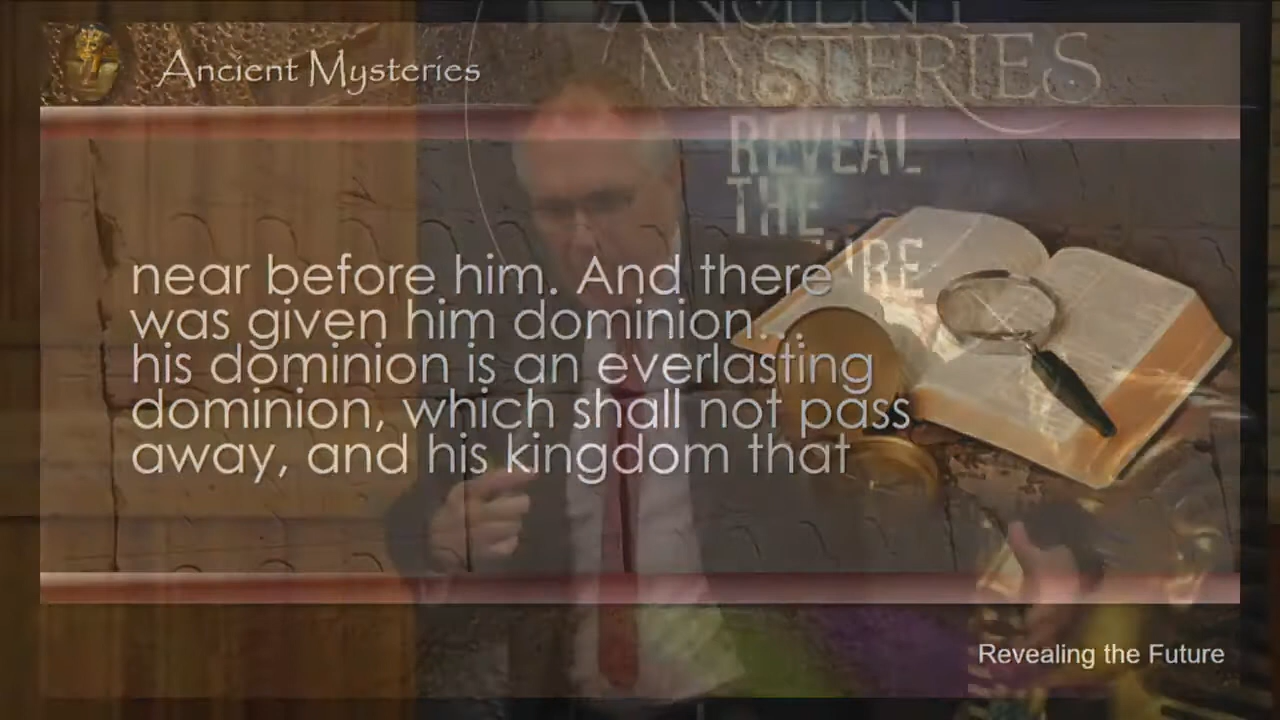 ANCIENT
MYSTERIES
Ancient Mysteries
REVEAL
THE
near before him. And there
was given him dominion. . .
his dominion is an everlasting
dominion, which shall not pass
away, and his kingdom that
Revealing the Future